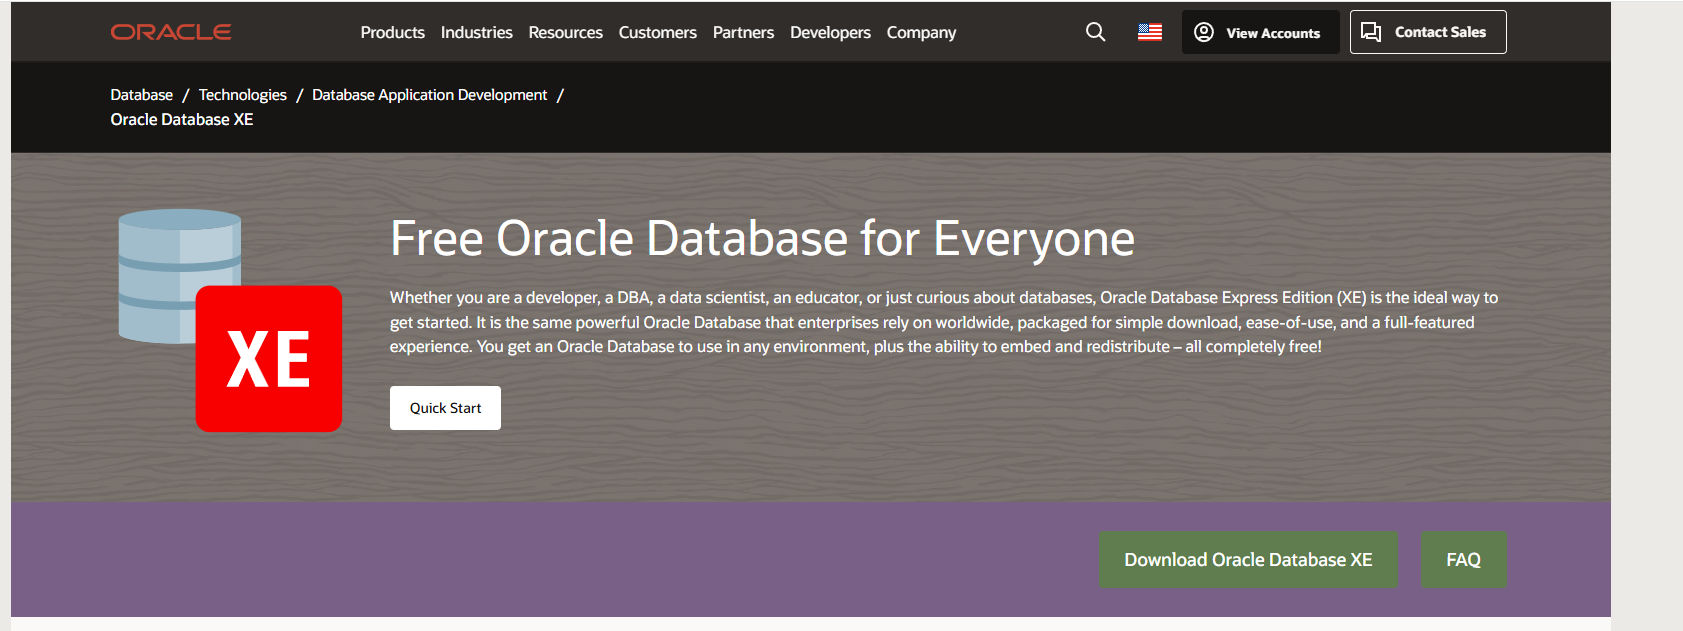 ORACLE
Products Industries Resources Customers Partners Developers Company
View Accounts
Contact Sales
Database / Technologies / Database Application Development /
Oracle Database XE
XE
Free Oracle Database for Everyone
Whether you are a developer, a DBA, a data scientist, an educator, or just curious about databases, Oracle Database Express Edition (XE) is the ideal way to
get started. It is the same powerful Oracle Database that enterprises rely on worldwide, packaged for simple download, ease-of-use, and a full-featured
experience. You get an Oracle Database to use in any environment, plus the ability to embed and redistribute – all completely free!
Quick Start
Download Oracle Database XE
FAQ